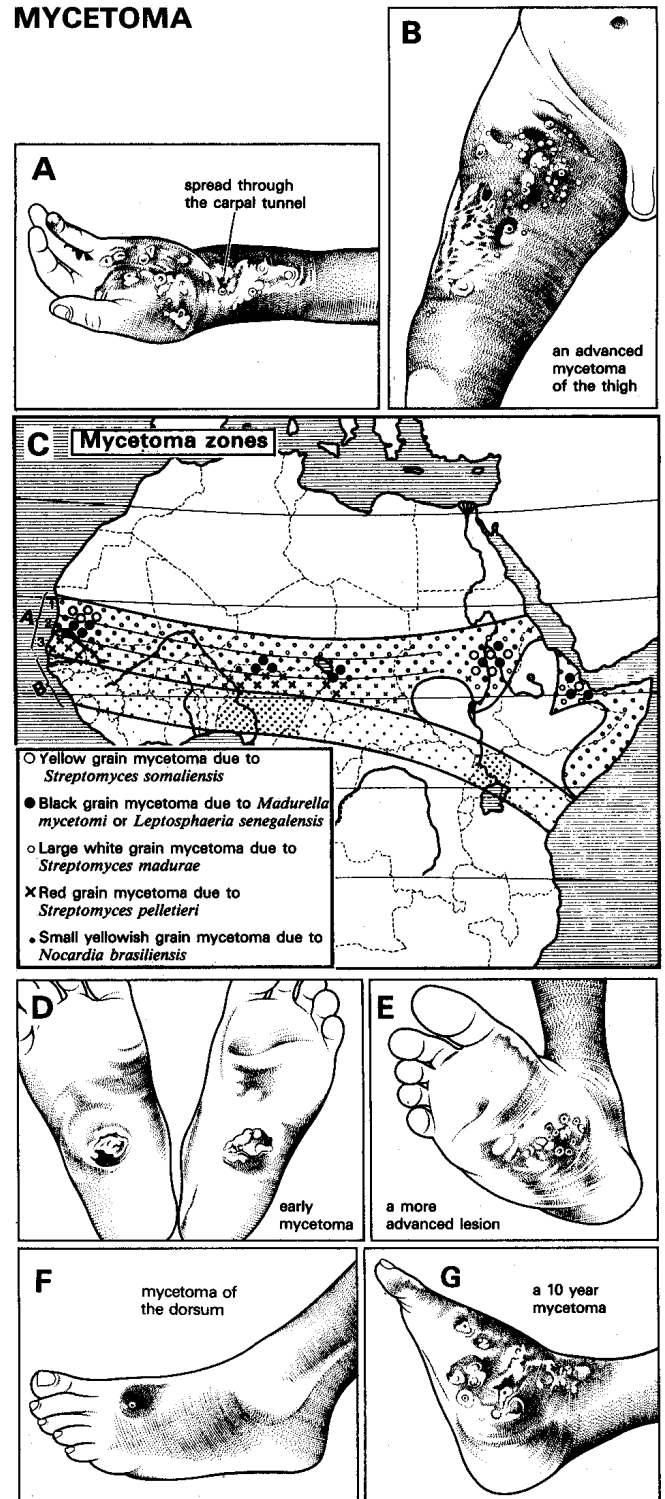 MYCETOMA
A
spread through
the carpal tunnel
B
an advanced
mycetoma
of the thigh
C
Mycetoma zones
A
1
2
3
B
Yellow grain mycetoma due to
Streptomyces somaliensis
Black grain mycetoma due to Madurella
mycetomi or Leptosphaeria senegalensis
Large white grain mycetoma due to
Streptomyces madurae
Red grain mycetoma due to
Streptomyces pelletieri
Small yellowish grain mycetoma due to
Nocardia brasiliensis
D
early
mycetoma
E
a more
advanced lesion
F
mycetoma of
the dorsum
G
a 10 year
mycetoma